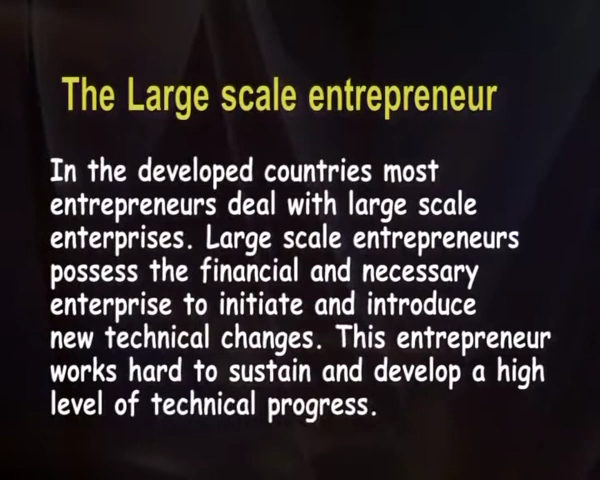 The Large scale entrepreneur
In the developed countries most
entrepreneurs deal with large scale
enterprises. Large scale entrepreneurs
possess the financial and necessary
enterprise to initiate and introduce
new technical changes. This entrepreneur
works hard to sustain and develop a high
level of technical progress.